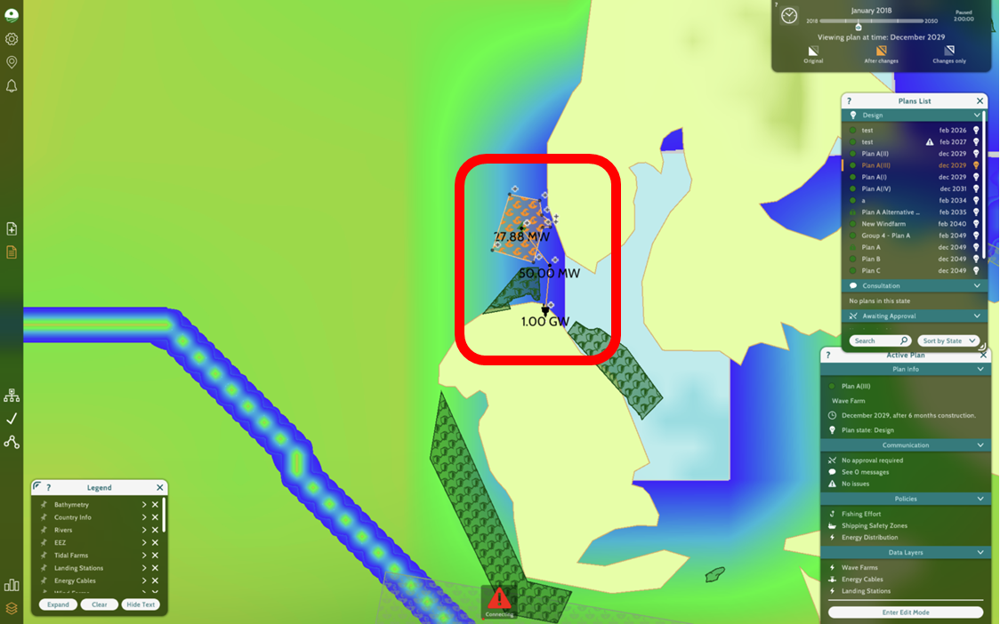 ?
January 2018
Paused
2:00:00
2018
2050
Viewing plan at time: December 2029
Original
After changes
Changes only
?
Plans List
Design
test feb 2026
test feb 2027
Plan A(II) dec 2029
Plan A(III) dec 2029
Plan A(I) dec 2029
Plan A(IV) dec 2031
a feb 2034
Plan A Alternative ... feb 2035
New Windfarm feb 2040
Group 4 - Plan A feb 2049
Plan A dec 2049
Plan B dec 2049
Plan C dec 2049
Consultation
No plans in this state
Awaiting Approval
Search
Sort by State
27.88 MW
50.00 MW
1.00 GW
?
Active Plan
Plan Info
Plan A(III)
Wave Farm
December 2029, after 6 months construction.
Plan state: Design
Communication
No approval required
See 0 messages
No issues
Policies
Fishing Effort
Shipping Safety Zones
Energy Distribution
Data Layers
Wave Farms
Energy Cables
Landing Stations
Enter Edit Mode
?
Legend
Bathymetry
Country Info
Rivers
EEZ
Tidal Farms
Landing Stations
Energy Cables
Wind Farms
Expand
Clear
Hide Text
Connecting